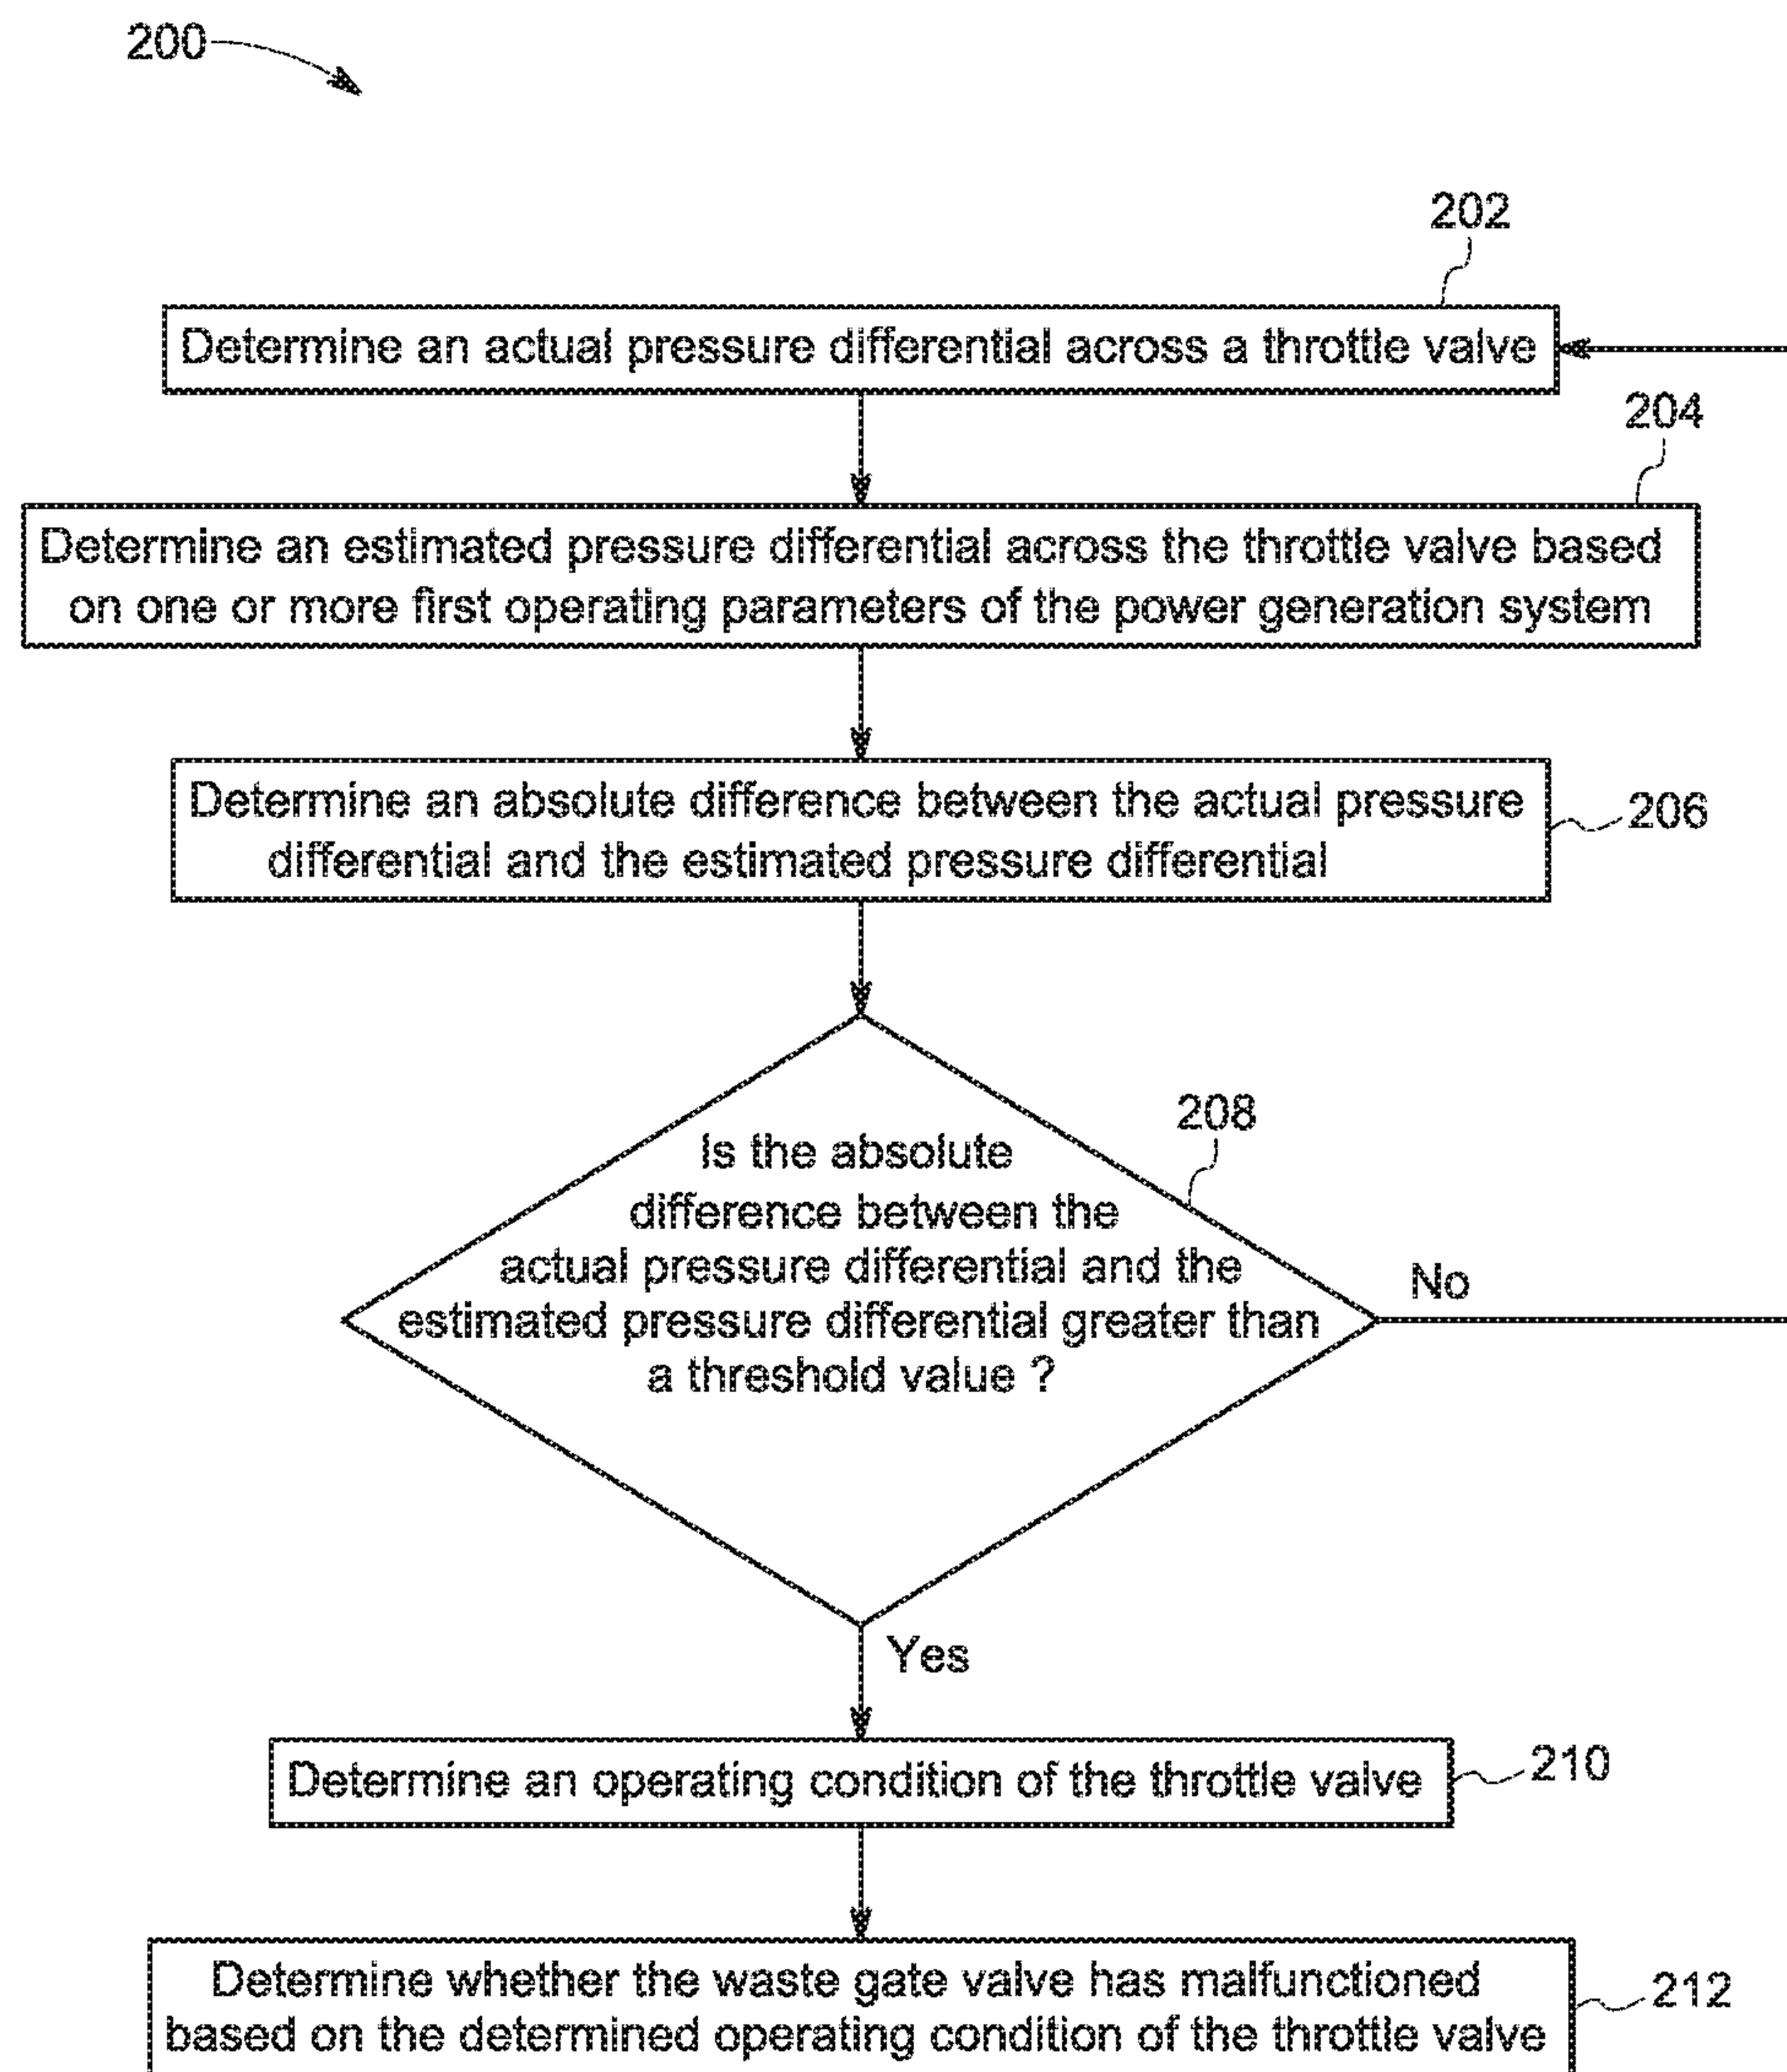 200
202
Determine an actual pressure differential across a throttle valve
204
Determine an estimated pressure differential across the throttle valve based
on one or more first operating parameters of the power generation system
Determine an absolute difference between the actual pressure
differential and the estimated pressure differential
206
208
Is the absolute
difference between the
actual pressure differential and the
estimated pressure differential greater than
a threshold value ?
No
Yes
Determine an operating condition of the throttle valve
210
Determine whether the waste gate valve has malfunctioned
based on the determined operating condition of the throttle valve
212